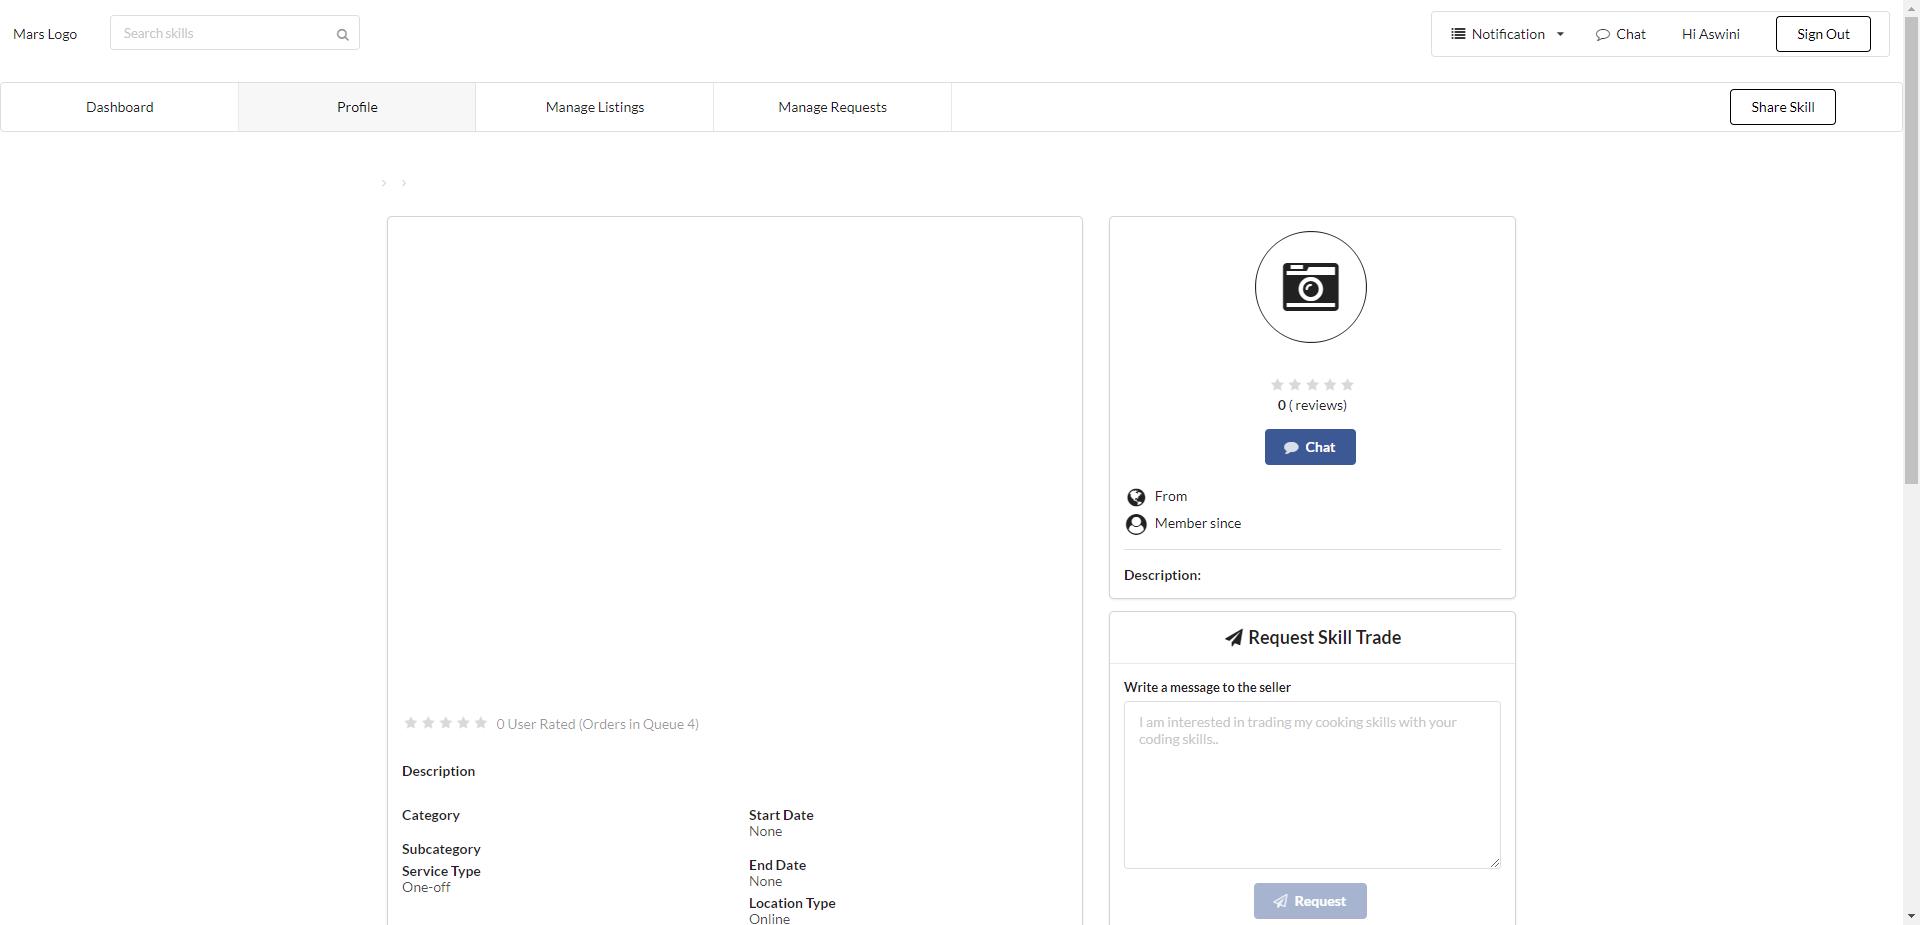 Mars Logo
Search skills
Notification
Chat
Hi Aswini
Sign Out
Dashboard
Profile
Manage Listings
Manage Requests
Share Skill
0 User Rated (Orders in Queue 4)
Description
Category
Subcategory
Service Type
One-off
Start Date
None
End Date
None
Location Type
Online
0 ( reviews)
Chat
From
Member since
Description:
Request Skill Trade
Write a message to the seller
I am interested in trading my cooking skills with your
coding skills..
Request